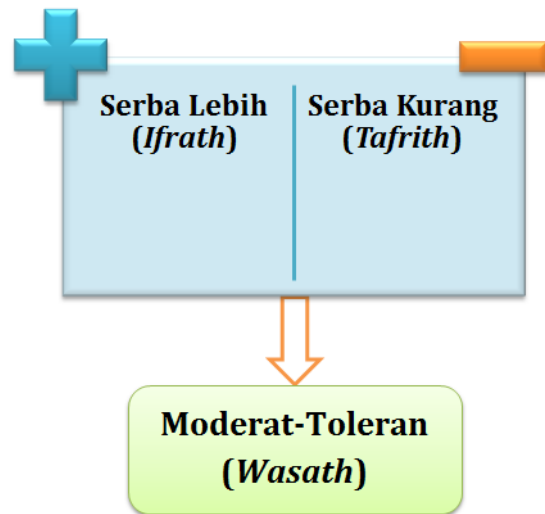 Serba Lebih
(Ifrath)
Serba Kurang
(Tafrith)
Moderat-Toleran
(Wasath)